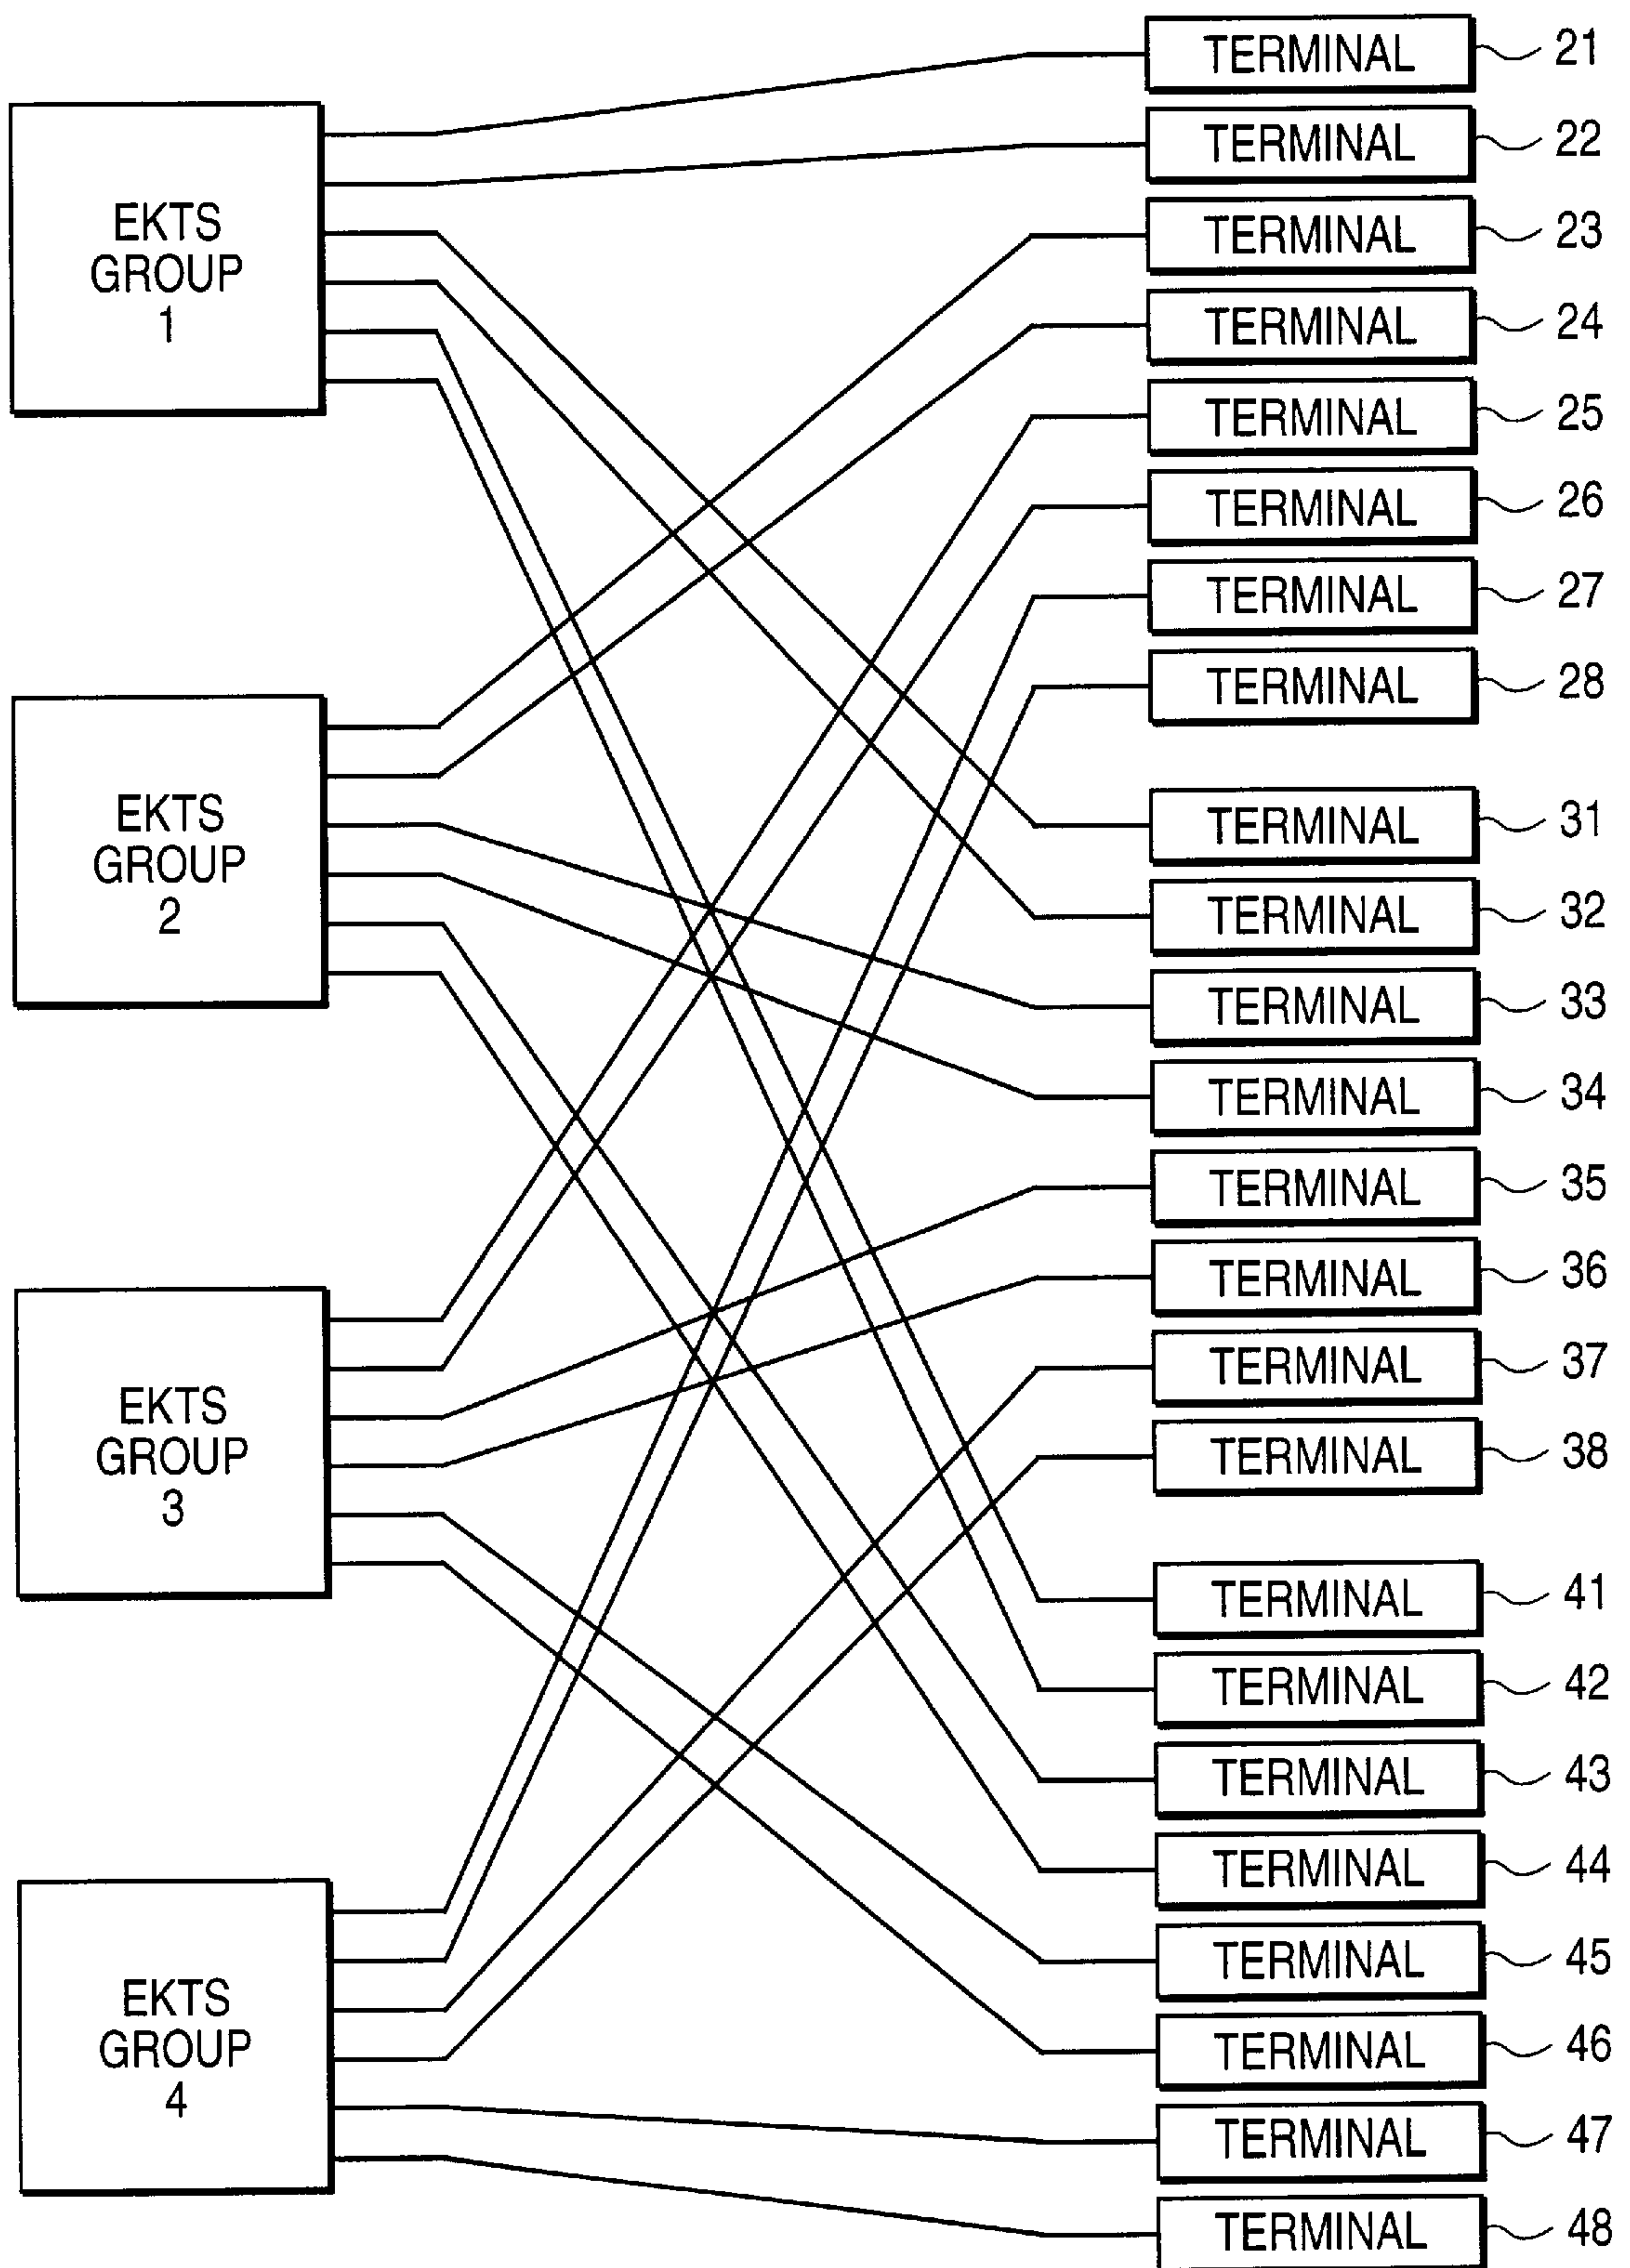 EKTS
GROUP
1
EKTS
GROUP
2
EKTS
GROUP
3
EKTS
GROUP
4
TERMINAL 21
TERMINAL 22
TERMINAL 23
TERMINAL 24
TERMINAL 25
TERMINAL 26
TERMINAL 27
TERMINAL 28
TERMINAL 31
TERMINAL 32
TERMINAL 33
TERMINAL 34
TERMINAL 35
TERMINAL 36
TERMINAL 37
TERMINAL 38
TERMINAL 41
TERMINAL 42
TERMINAL 43
TERMINAL 44
TERMINAL 45
TERMINAL 46
TERMINAL 47
TERMINAL 48